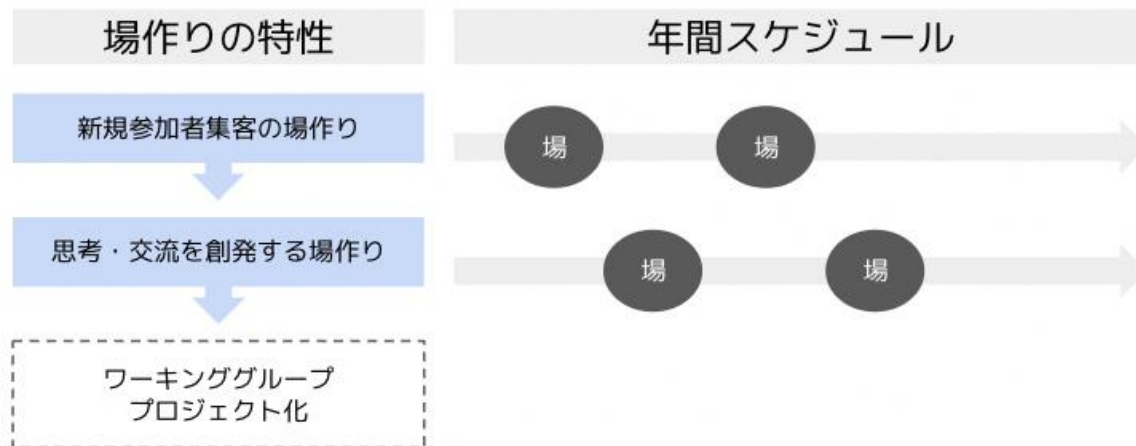 場作りの特性
年間スケジュール
新規参加者集客の場作り
場
場
思考・交流を創発する場作り
場
場
ワーキンググループ
プロジェクト化